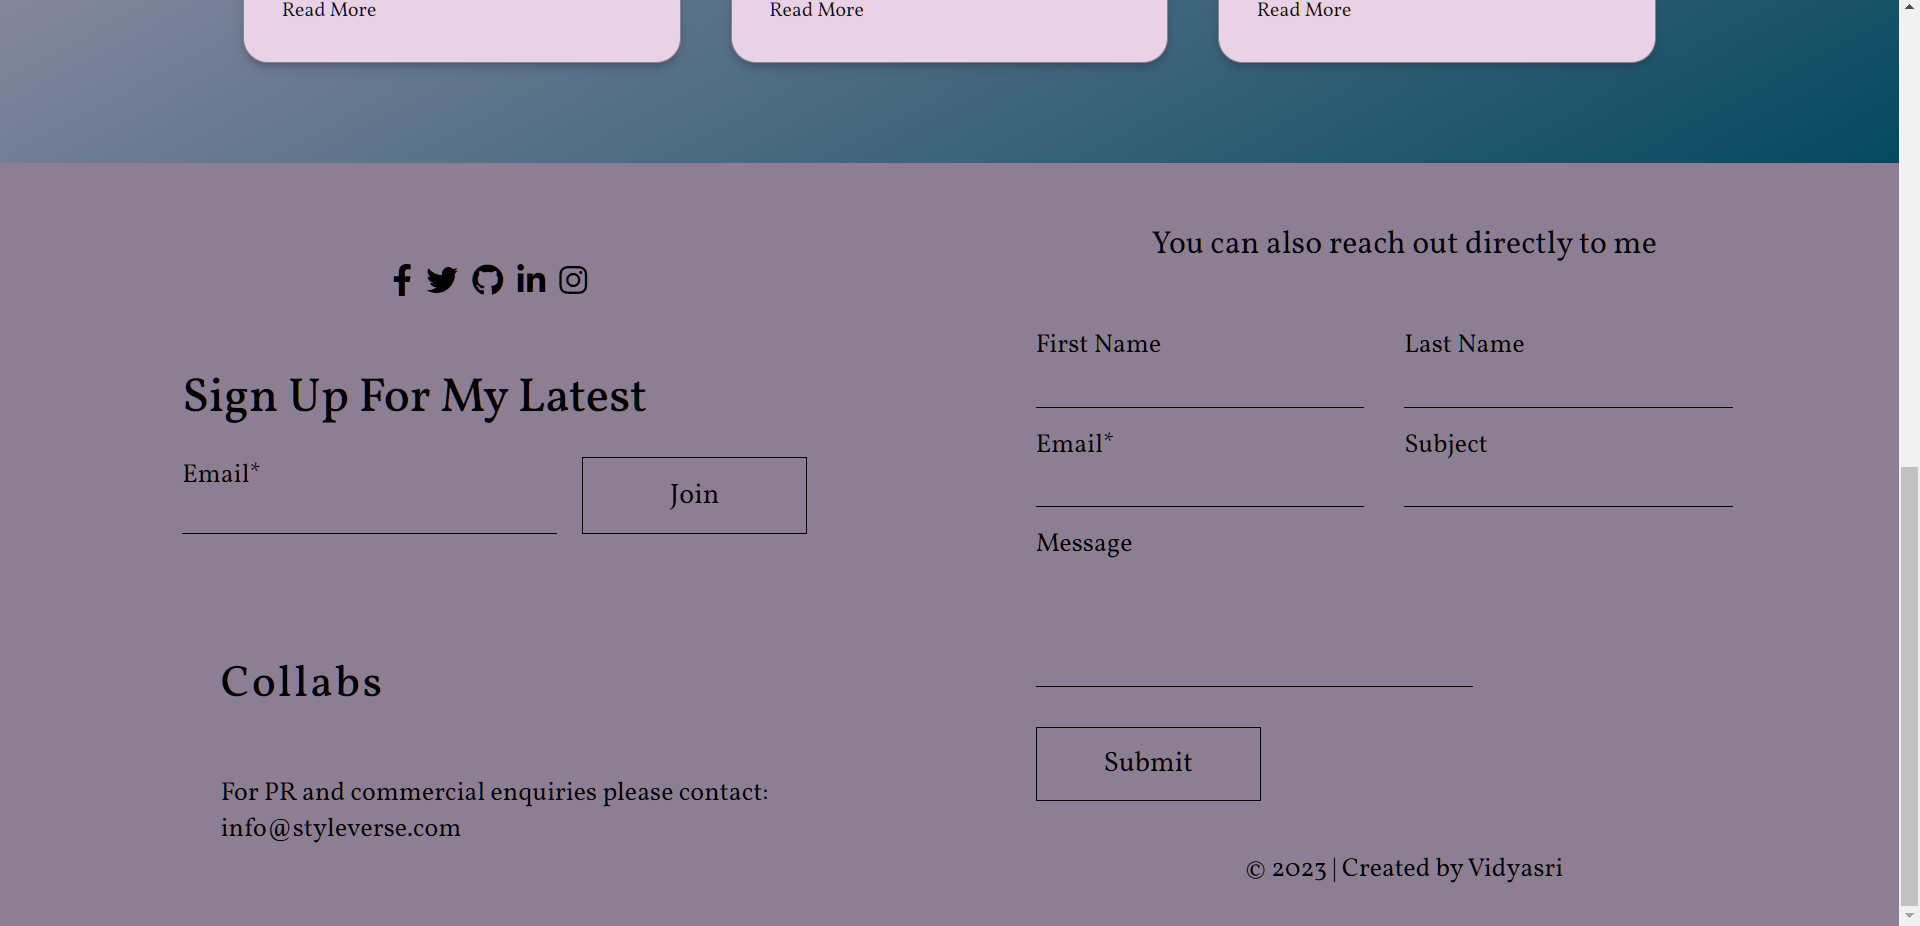 Read More
Read More
Read More
Sign Up For My Latest
Email*
Join
Collabs
For PR and commercial enquiries please contact:
info@styleverse.com
You can also reach out directly to me
First Name
Last Name
Email*
Subject
Message
Submit
© 2023 | Created by Vidyasri